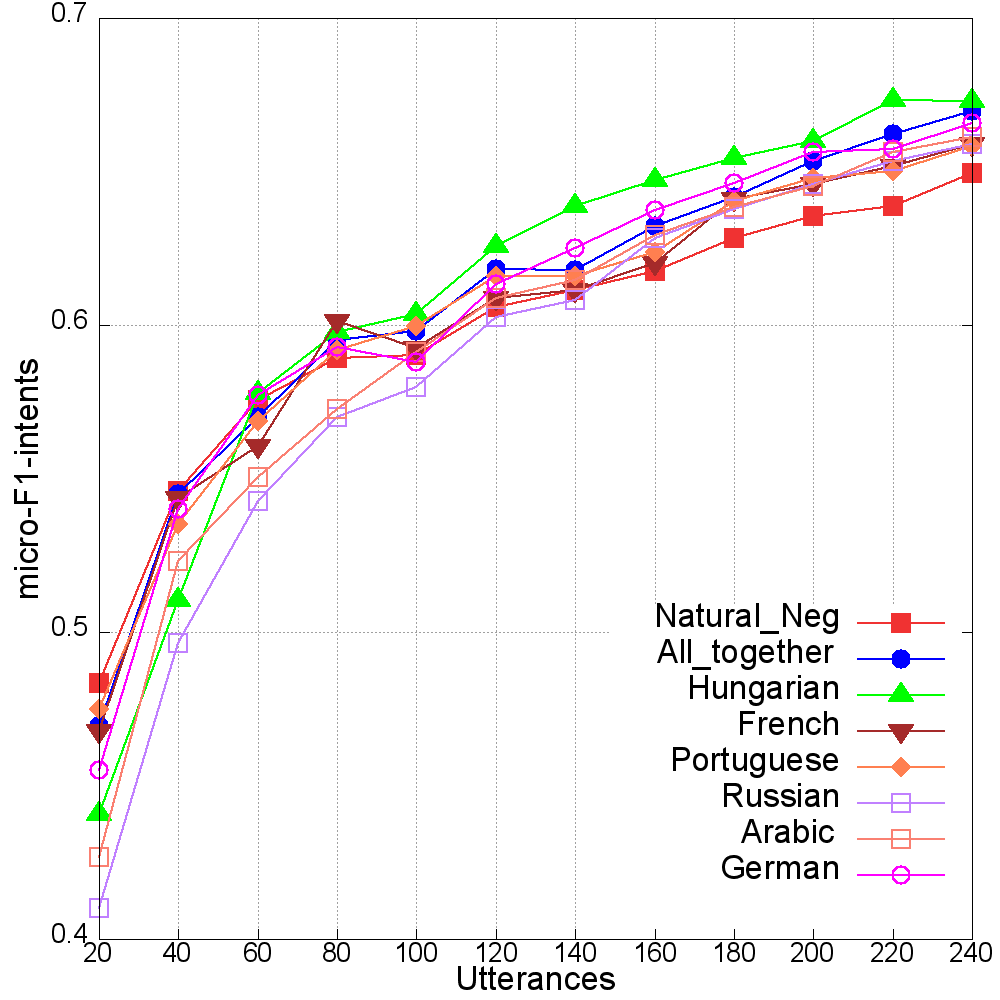 0.7
0.6
0.5
0.4
micro-F1-intents
Natural_Neg
All_together
Hungarian
French
Portuguese
Russian
Arabic
German
20 40 60 80 100 120 140 160 180 200 220 240
Utterances